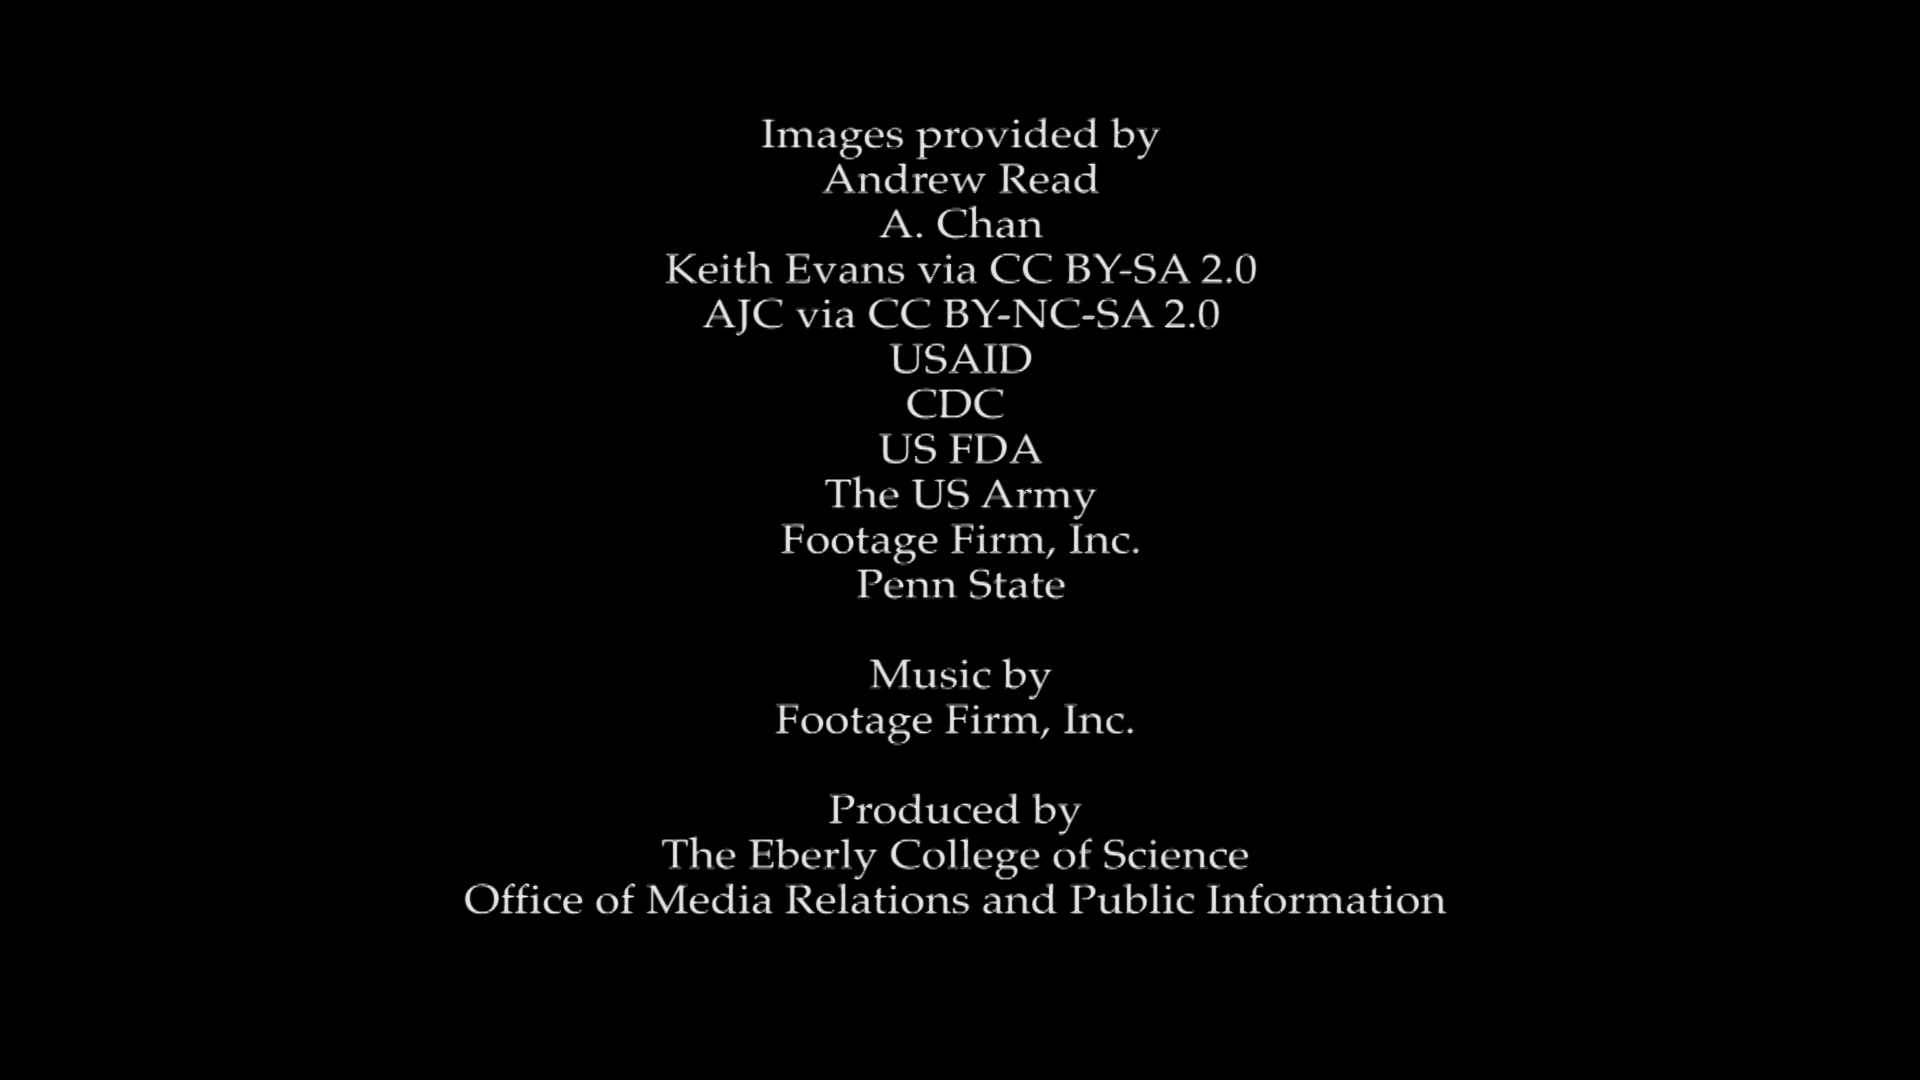 Images provided by
Andrew Read
A. Chan
Keith Evans via CC BY-SA 2.0
AJC via CC BY-NC-SA 2.0
USAID
CDC
US FDA
The US Army
Footage Firm, Inc.
Penn State
Music by
Footage Firm, Inc.
Produced by
The Eberly College of Science
Office of Media Relations and Public Information